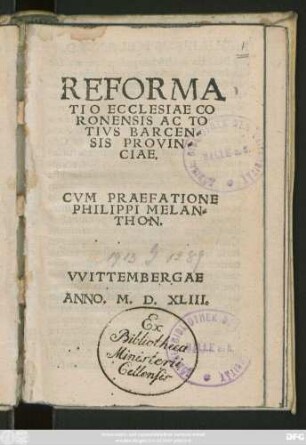 REFORMA
TIO ECCLESIAE CO
RONENSIS AC TO
TIVS BARCEN-
SIS PROVIN-
CIAE.
CVM PRAEFATIONE
PHILIPPI MELAN-
THON.
VVITTEMBERGAE
ANNO. M. D. XLIII.
Ex
Bibliotheca
Ministerii
Cellensis